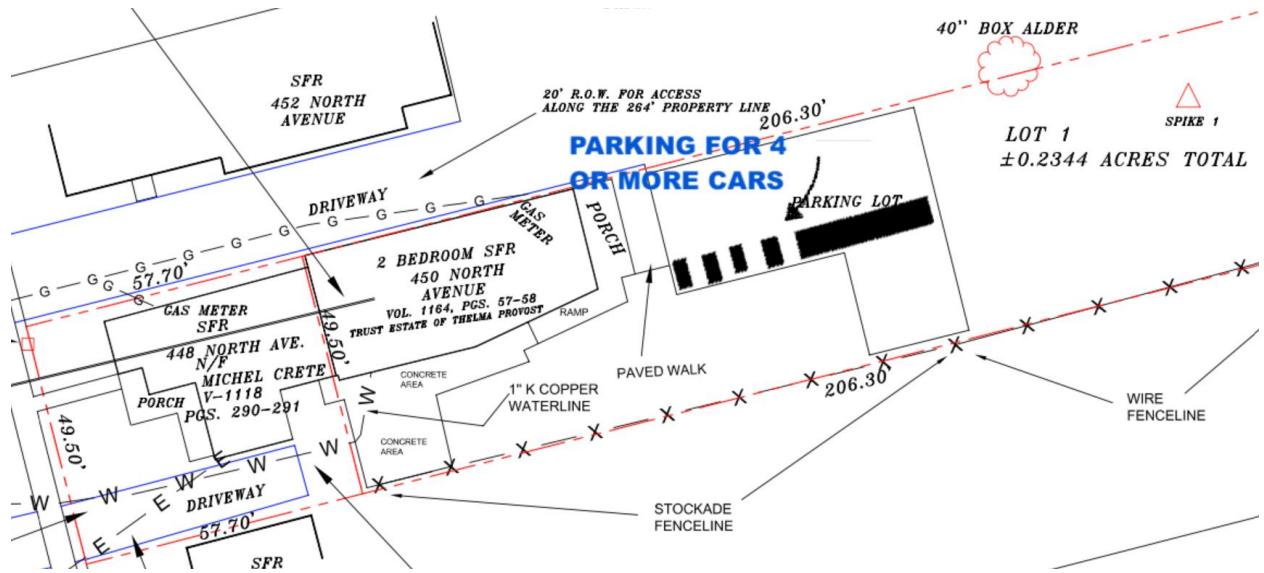 40" BOX ALDER
SFR
452 NORTH
AVENUE
20' R.O.W. FOR ACCESS
ALONG THE 264' PROPERTY LINE
206.30'
SPIKE 1
LOT 1
±0.2344 ACRES TOTAL
PARKING FOR 4
OR MORE CARS
DRIVEWAY
G G G G G G G G G G
GAS
METER
PORCH
PARKING LOT
57.70'
2 BEDROOM SFR
450 NORTH
AVENUE
VOL. 1164, PGS. 57-58
TRUST ESTATE OF THELMA PROVOST
GAS METER
SFR
448 NORTH AVE.
N/F
MICHEL CRETE
V-1118
PGS. 290-291
PORCH
49.50'
49.50'
RAMP
PAVED WALK
CONCRETE
AREA
W
1" K COPPER
WATERLINE
CONCRETE
AREA
206.30'
X X X X X X X X X X X X X
WIRE
FENCELINE
W W E W W W
E E
DRIVEWAY
57.70'
STOCKADE
FENCELINE
SFR